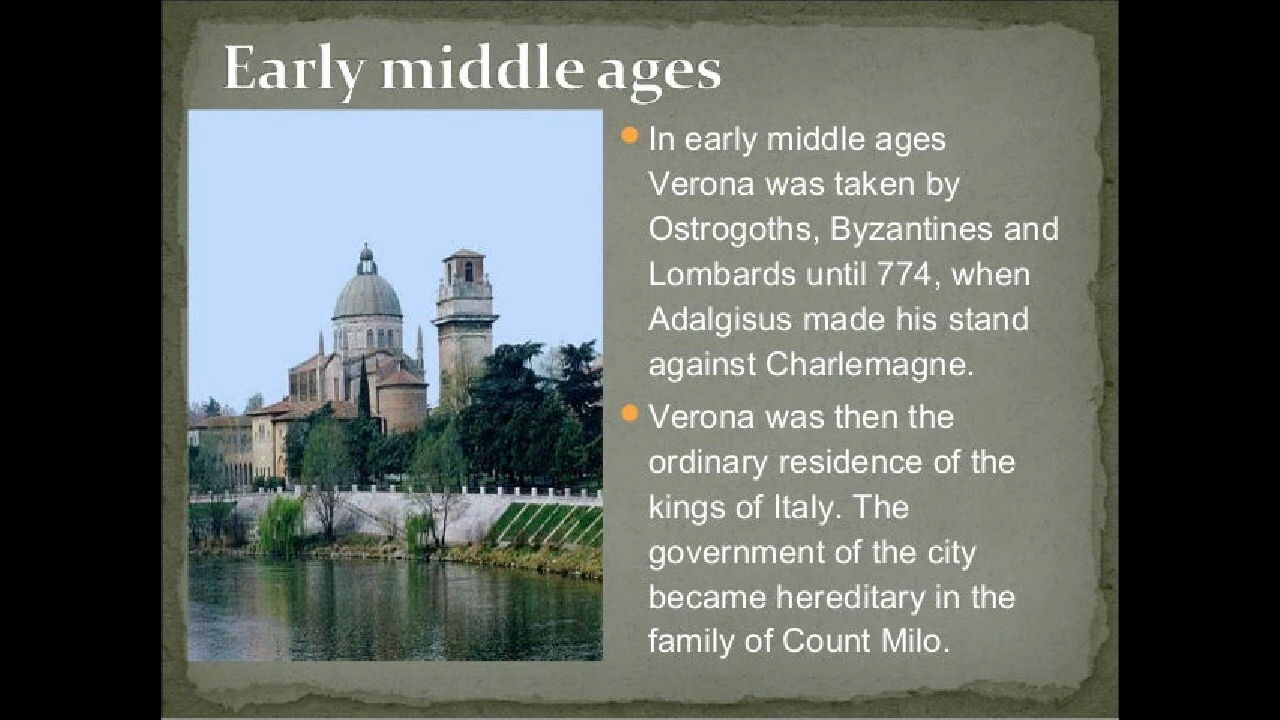 Early middle ages
In early middle ages
Verona was taken by
Ostrogoths, Byzantines and
Lombards until 774, when
Adalgisus made his stand
against Charlemagne.
Verona was then the
ordinary residence of the
kings of Italy. The
government of the city
became hereditary in the
family of Count Milo.